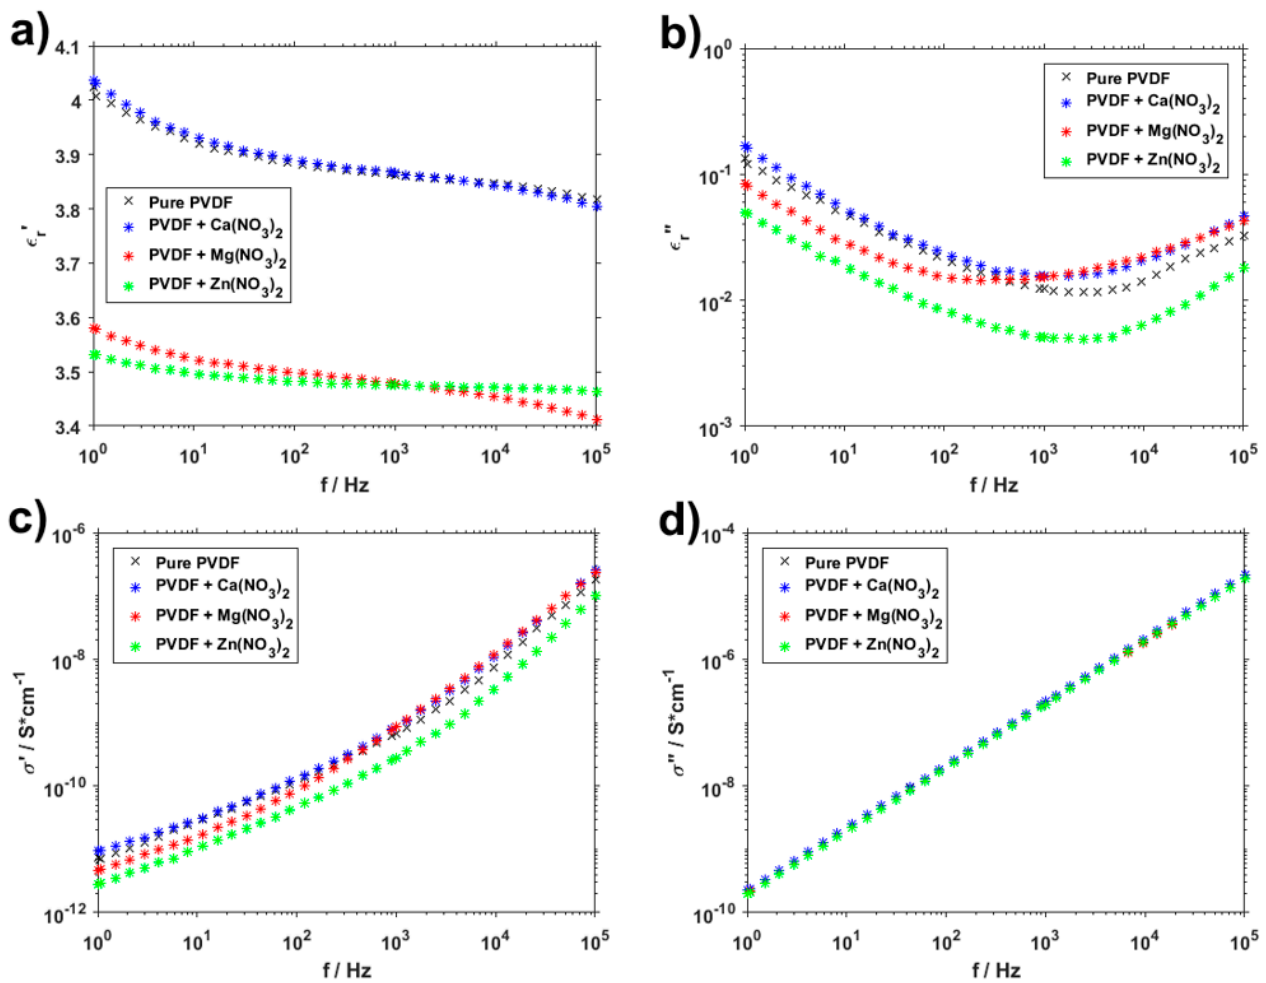 a)
4.1
4
3.9
3.8
3.7
3.6
3.5
3.4
ϵr'
Pure PVDF
PVDF + Ca(NO3)2
PVDF + Mg(NO3)2
PVDF + Zn(NO3)2
10^0 10^1 10^2 10^3 10^4 10^5
f / Hz
b)
10^0
10^-1
10^-2
10^-3
ϵr''
Pure PVDF
PVDF + Ca(NO3)2
PVDF + Mg(NO3)2
PVDF + Zn(NO3)2
10^0 10^1 10^2 10^3 10^4 10^5
f / Hz
c)
10^-6
10^-8
10^-10
10^-12
σ' / S*cm^-1
Pure PVDF
PVDF + Ca(NO3)2
PVDF + Mg(NO3)2
PVDF + Zn(NO3)2
10^0 10^1 10^2 10^3 10^4 10^5
f / Hz
d)
10^-4
10^-6
10^-8
10^-10
σ'' / S*cm^-1
Pure PVDF
PVDF + Ca(NO3)2
PVDF + Mg(NO3)2
PVDF + Zn(NO3)2
10^0 10^1 10^2 10^3 10^4 10^5
f / Hz